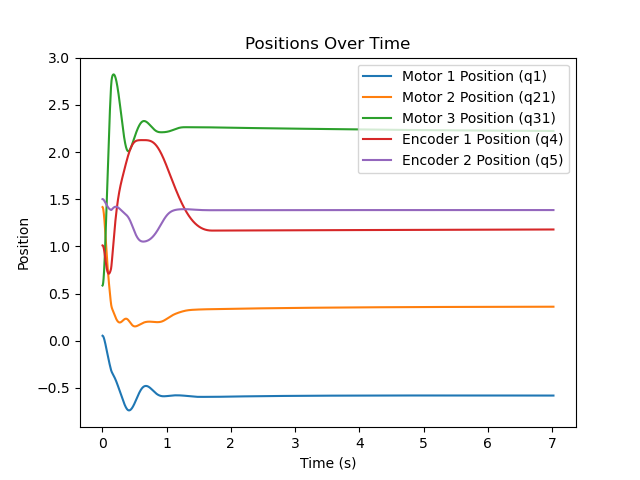 Positions Over Time
Motor 1 Position (q1)
Motor 2 Position (q21)
Motor 3 Position (q31)
Encoder 1 Position (q4)
Encoder 2 Position (q5)
Position
3.0
2.5
2.0
1.5
1.0
0.5
0.0
−0.5
0 1 2 3 4 5 6 7
Time (s)